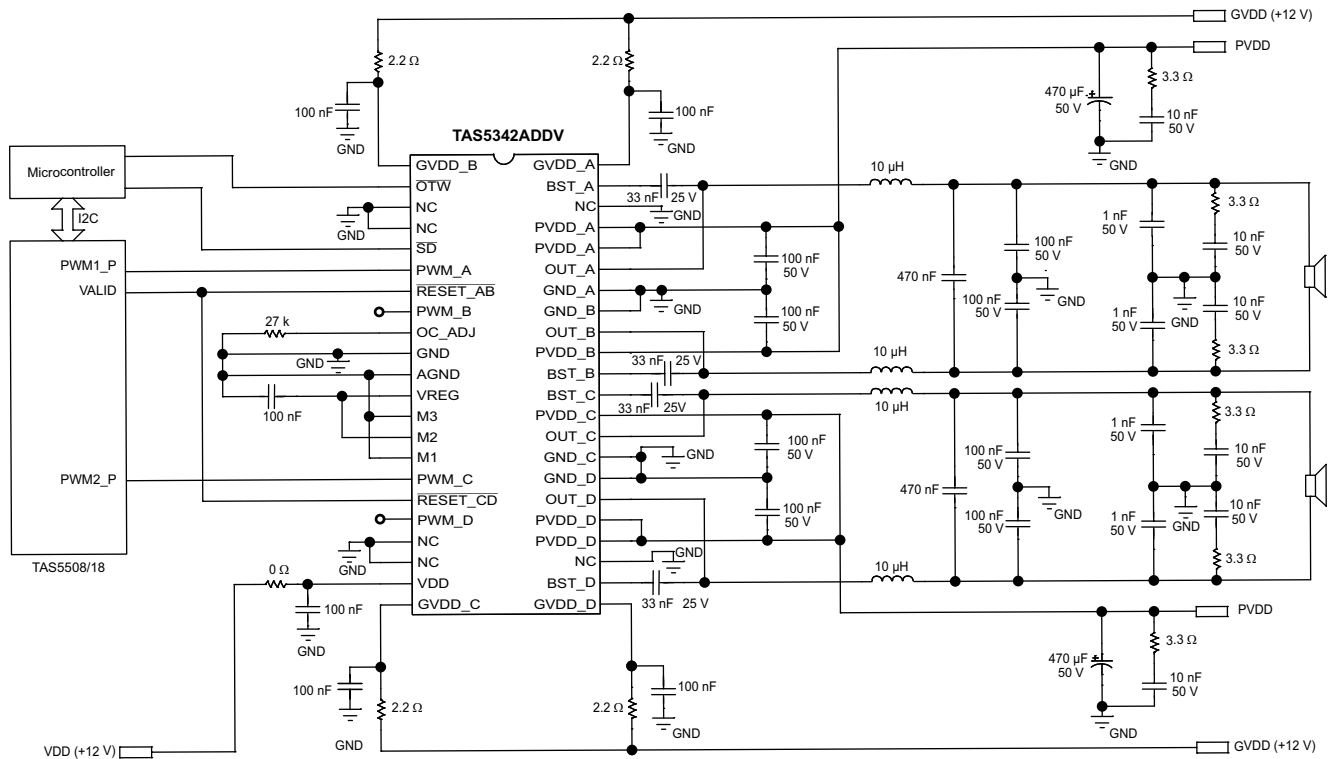 GVDD (+12 V)
PVDD
2.2 Ω
2.2 Ω
3.3 Ω
470 µF
50 V
10 nF
50 V
100 nF
100 nF
GND
GND
GND
TAS5342ADDV
Microcontroller
I2C
GVDD_B
OTW
NC
NC
SD
PWM_A
RESET_AB
PWM_B
OC_ADJ
GND
AGND
VREG
M3
M2
M1
PWM_C
RESET_CD
PWM_D
NC
NC
VDD
GVDD_C
GVDD_A
BST_A
NC
PVDD_A
PVDD_A
OUT_A
GND_A
GND_B
OUT_B
PVDD_B
BST_B
BST_C
PVDD_C
OUT_C
GND_C
GND_D
OUT_D
PVDD_D
PVDD_D
NC
BST_D
GVDD_D
PWM1_P
VALID
PWM2_P
TAS5508/18
GND
27 k
GND
100 nF
GND
0 Ω
100 nF
GND
VDD (+12 V)
33 nF 25 V
GND
100 nF
50 V
GND
100 nF
50 V
33 nF 25 V
33 nF 25V
100 nF
50 V
GND
100 nF
50 V
GND
33 nF 25 V
10 µH
470 nF
100 nF
50 V
GND
100 nF
50 V
1 nF
50 V
3.3 Ω
10 nF
50 V
GND
1 nF
50 V
10 nF
50 V
3.3 Ω
10 µH
10 µH
470 nF
100 nF
50 V
GND
100 nF
50 V
1 nF
50 V
3.3 Ω
10 nF
50 V
GND
1 nF
50 V
10 nF
50 V
3.3 Ω
10 µH
PVDD
3.3 Ω
470 µF
50 V
10 nF
50 V
GND
100 nF
2.2 Ω
GND
100 nF
2.2 Ω
GND
GVDD (+12 V)